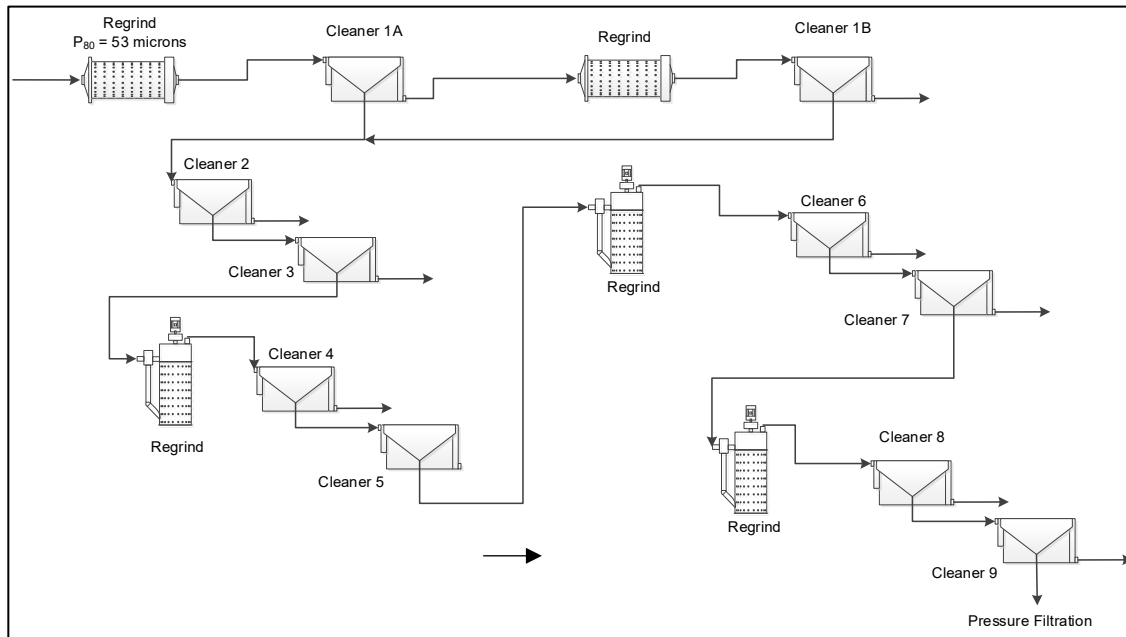 Regrind
P₈₀ = 53 microns
Cleaner 1A
Regrind
Cleaner 1B
Cleaner 2
Cleaner 3
Cleaner 4
Regrind
Cleaner 5
Regrind
Cleaner 6
Cleaner 7
Cleaner 8
Regrind
Cleaner 9
Pressure Filtration